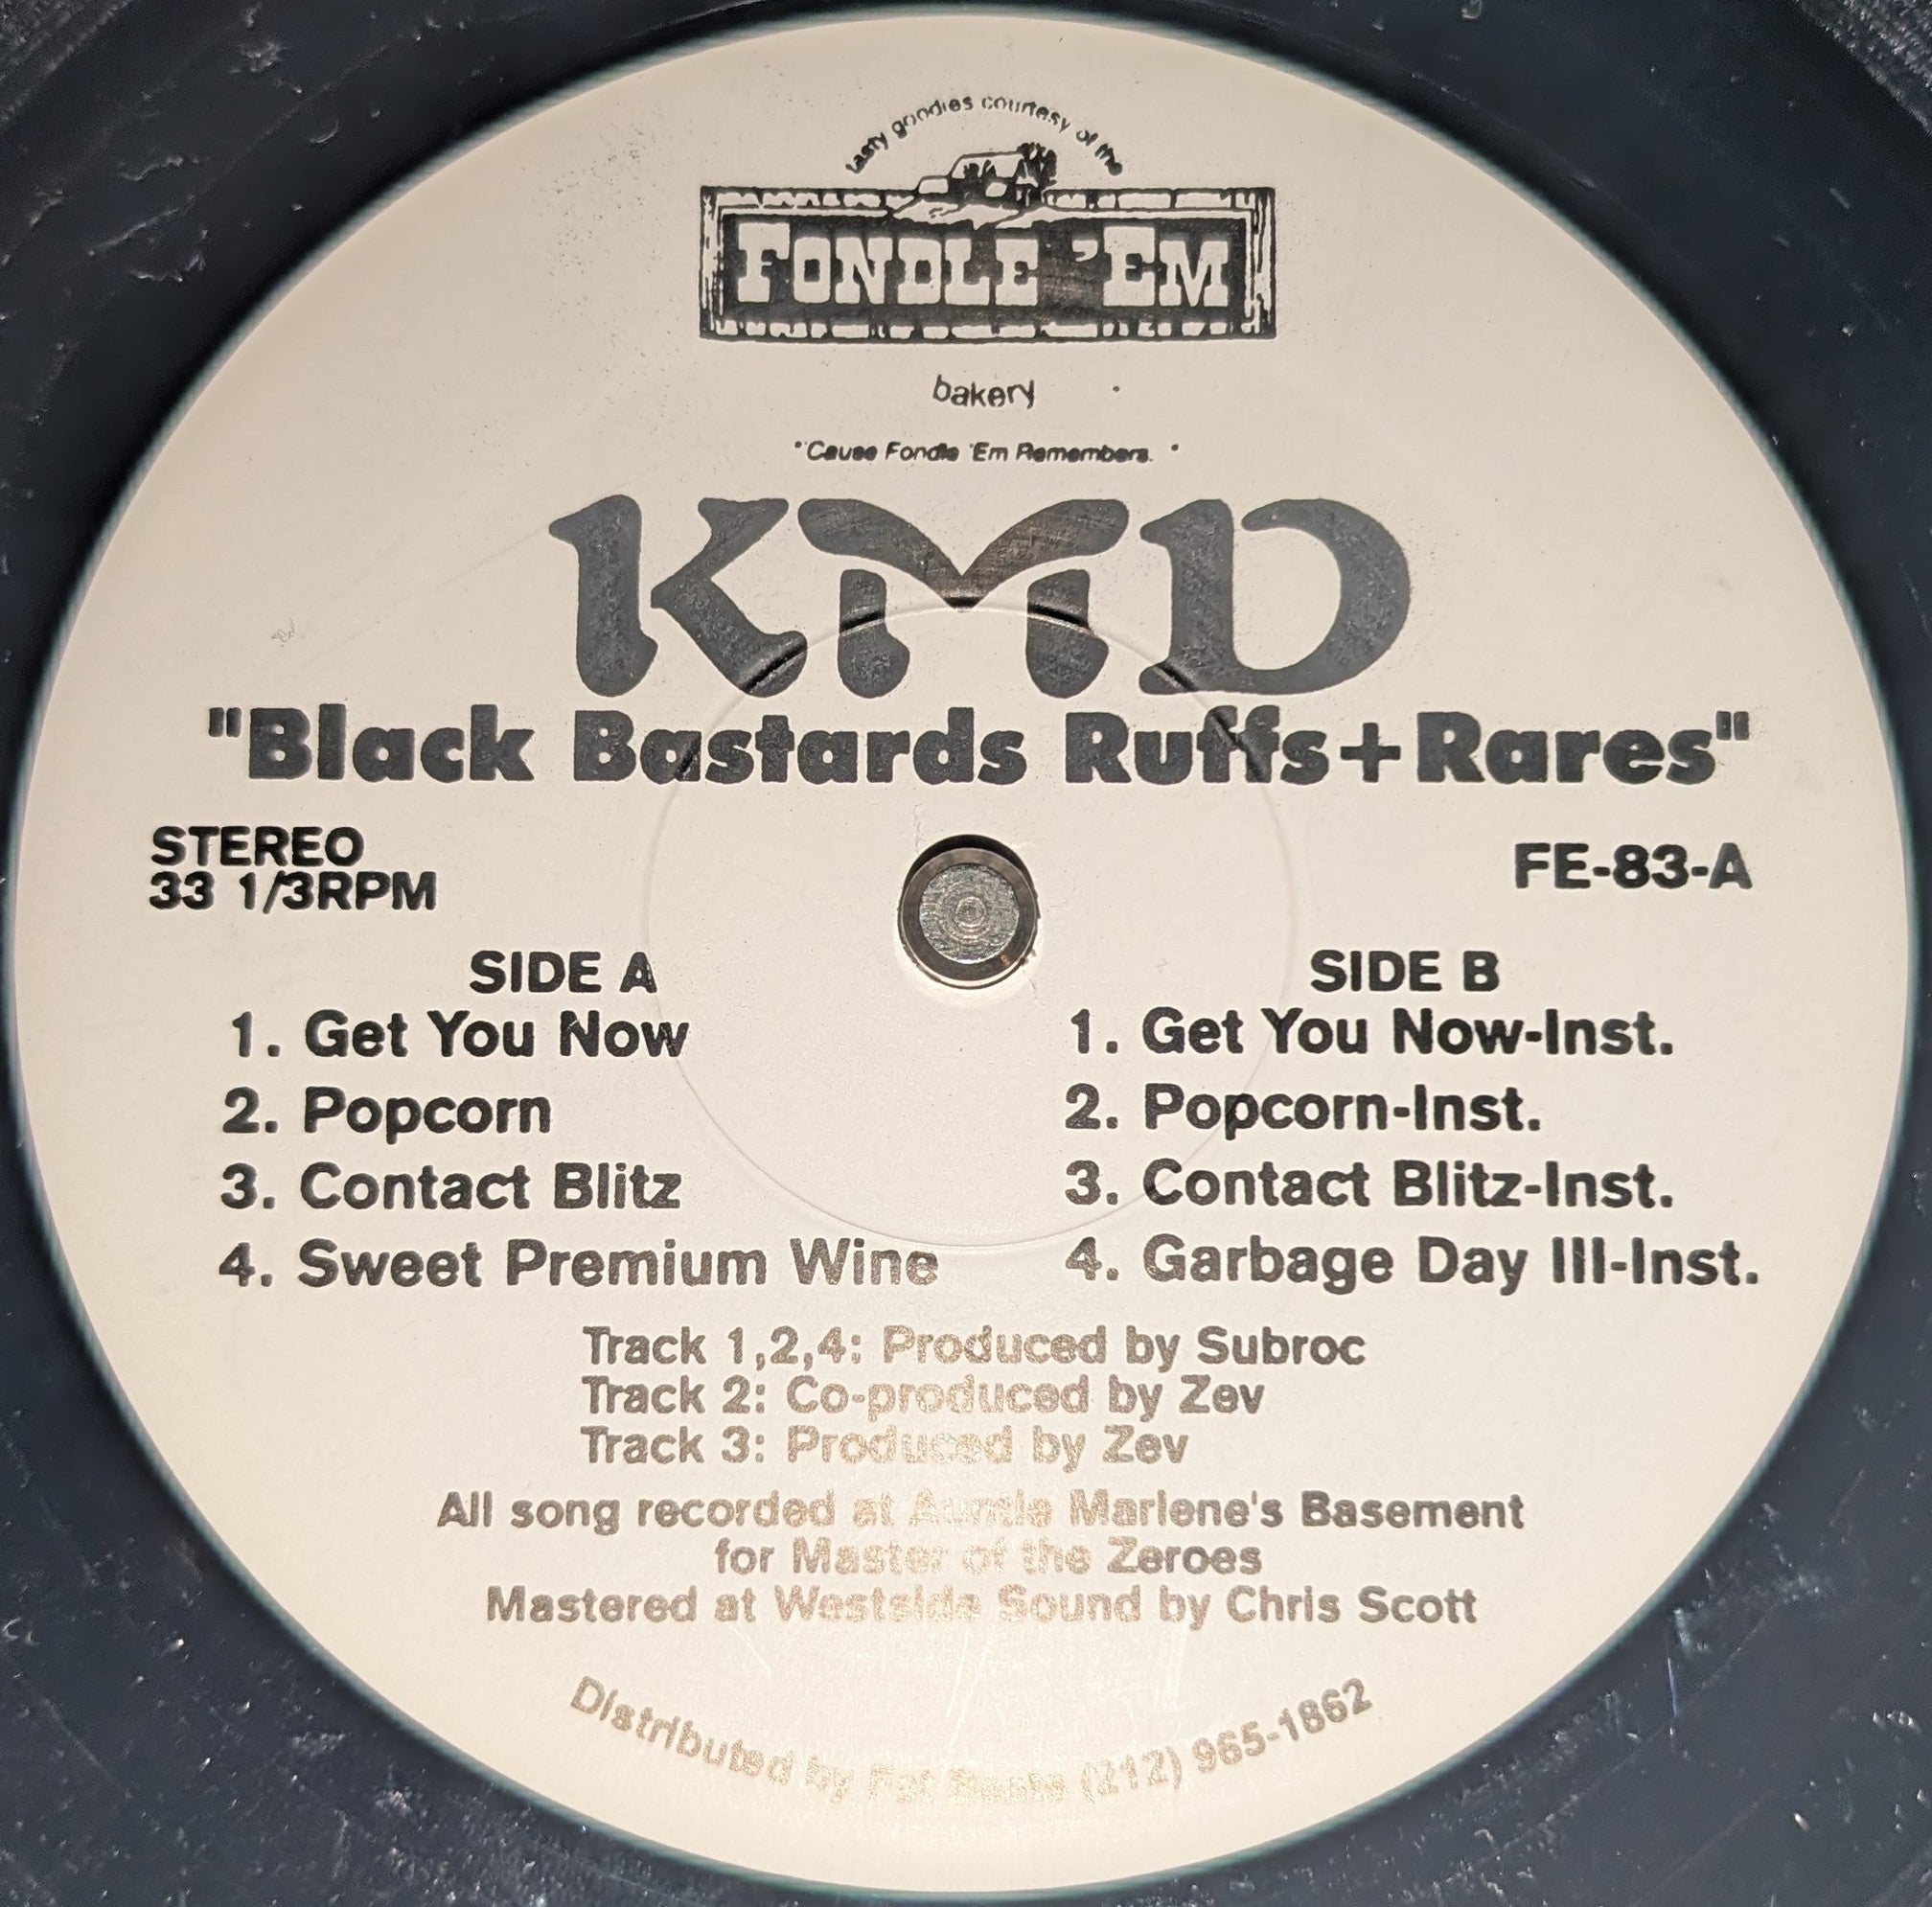 tasty goodies courtesy of the
FONDLE 'EM
bakery
"'Cause Fondle 'Em Remembers. "
KMD
"Black Bastards Ruffs+Rares"
STEREO
33 1/3RPM
FE-83-A
SIDE A
1. Get You Now
2. Popcorn
3. Contact Blitz
4. Sweet Premium Wine
SIDE B
1. Get You Now-Inst.
2. Popcorn-Inst.
3. Contact Blitz-Inst.
4. Garbage Day III-Inst.
Track 1,2,4: Produced by Subroc
Track 2: Co-produced by Zev
Track 3: Produced by Zev
All song recorded at Auntie Marlene's Basement
for Master of the Zeroes
Mastered at Westside Sound by Chris Scott
Distributed by Fat Beats (212) 965-1862